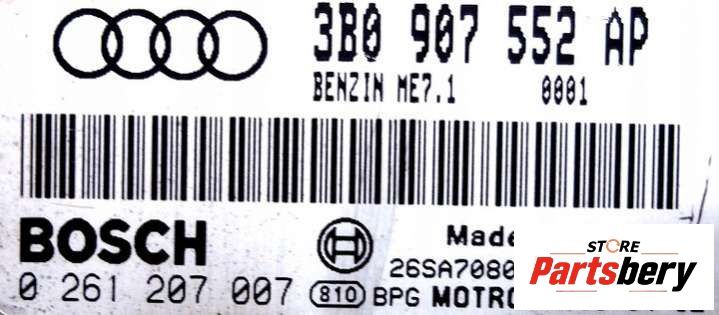 3B0 907 552 AP
BENZIN ME7.1 0001
BOSCH
Made
26SA7080
0 261 207 007 810 BPG MOTRO
STORE
Partsbery